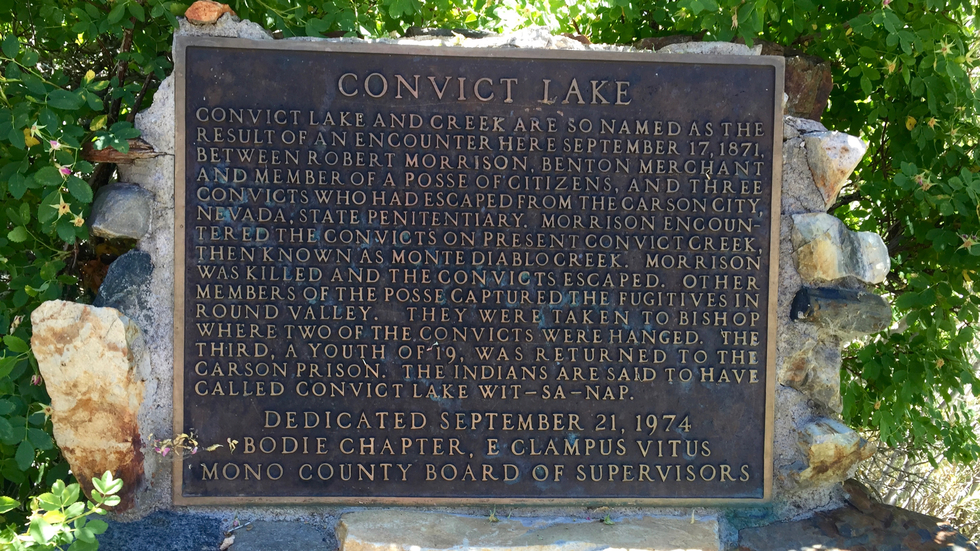 CONVICT LAKE
CONVICT LAKE AND CREEK ARE SO NAMED AS THE
RESULT OF AN ENCOUNTER HERE SEPTEMBER 17, 1871,
BETWEEN ROBERT MORRISON, BENTON MERCHANT
AND MEMBER OF A POSSE OF CITIZENS, AND THREE
CONVICTS WHO HAD ESCAPED FROM THE CARSON CITY,
NEVADA, STATE PENITENTIARY. MORRISON ENCOUN-
TERED THE CONVICTS ON PRESENT CONVICT CREEK,
THEN KNOWN AS MONTE DIABLO CREEK. MORRISON
WAS KILLED AND THE CONVICTS ESCAPED. OTHER
MEMBERS OF THE POSSE CAPTURED THE FUGITIVES IN
ROUND VALLEY. THEY WERE TAKEN TO BISHOP
WHERE TWO OF THE CONVICTS WERE HANGED. THE
THIRD, A YOUTH OF 19, WAS RETURNED TO THE
CARSON PRISON. THE INDIANS ARE SAID TO HAVE
CALLED CONVICT LAKE WIT-SA-NAP.
DEDICATED SEPTEMBER 21, 1974
BODIE CHAPTER, E CLAMPUS VITUS
MONO COUNTY BOARD OF SUPERVISORS